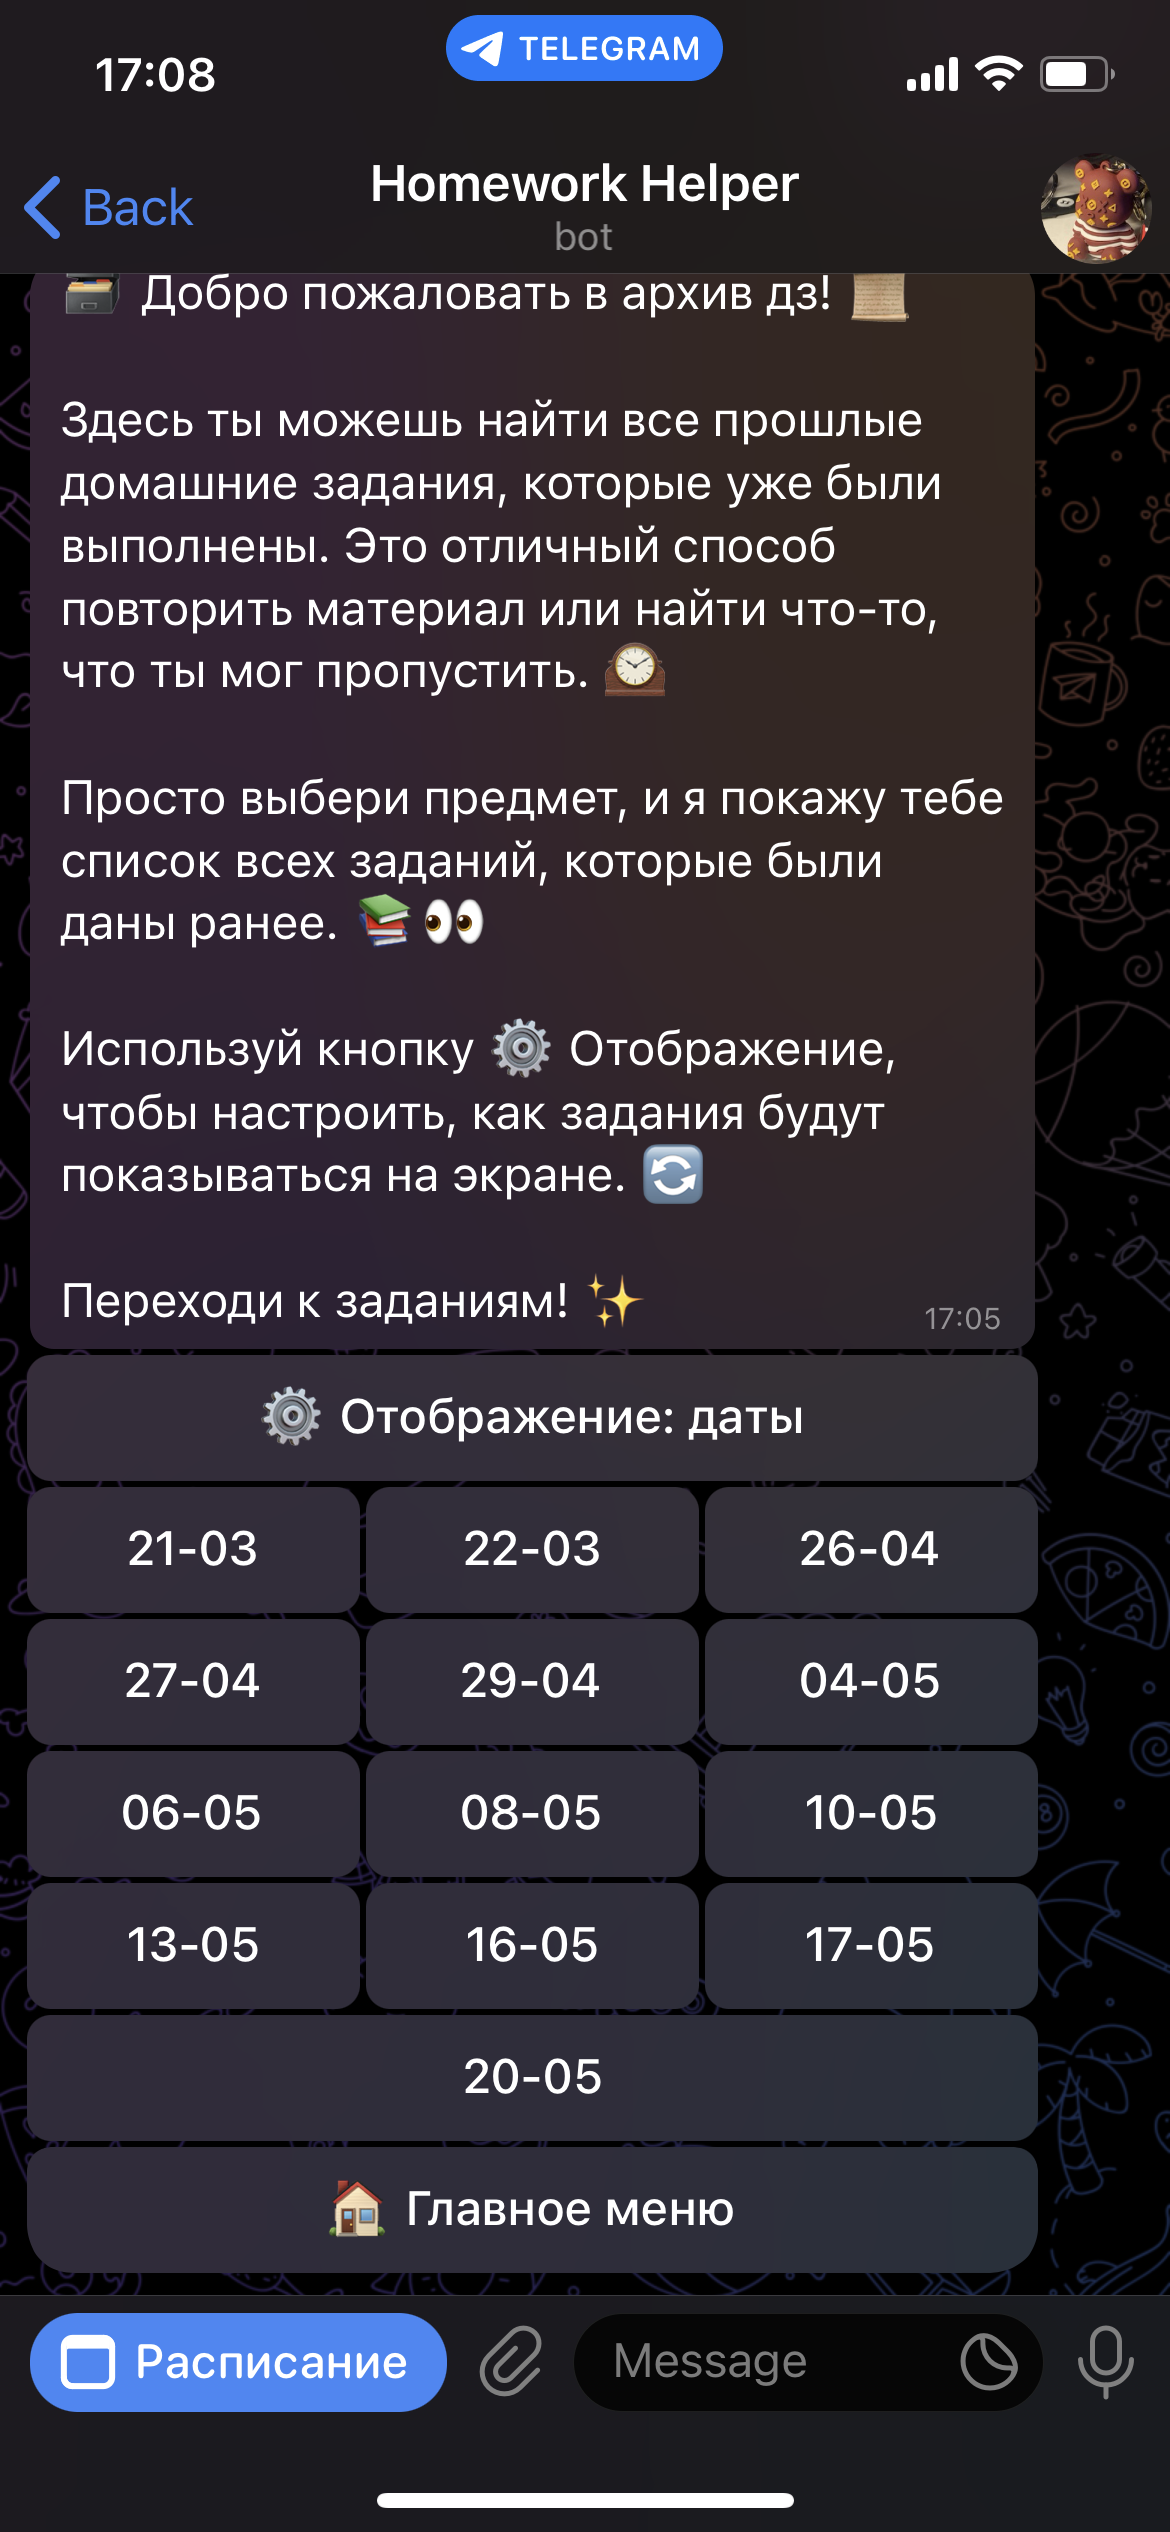 17:08
TELEGRAM
Back
Homework Helper
bot
Добро пожаловать в архив дз!
Здесь ты можешь найти все прошлые
домашние задания, которые уже были
выполнены. Это отличный способ
повторить материал или найти что-то,
что ты мог пропустить.
Просто выбери предмет, и я покажу тебе
список всех заданий, которые были
даны ранее. 📚 👀
Используй кнопку ⚙️ Отображение,
чтобы настроить, как задания будут
показываться на экране. 🔄
Переходи к заданиям! ✨
17:05
⚙️ Отображение: даты
21-03 22-03 26-04
27-04 29-04 04-05
06-05 08-05 10-05
13-05 16-05 17-05
20-05
🏠 Главное меню
Расписание
Message